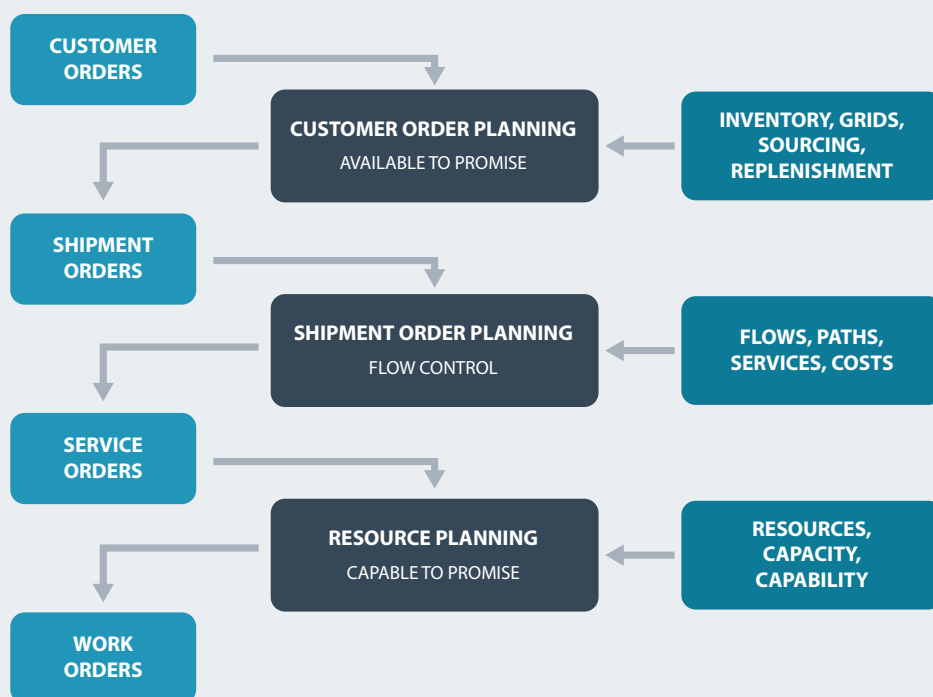 CUSTOMER
ORDERS
CUSTOMER ORDER PLANNING
AVAILABLE TO PROMISE
INVENTORY, GRIDS,
SOURCING,
REPLENISHMENT
SHIPMENT
ORDERS
SHIPMENT ORDER PLANNING
FLOW CONTROL
FLOWS, PATHS,
SERVICES, COSTS
SERVICE
ORDERS
RESOURCE PLANNING
CAPABLE TO PROMISE
RESOURCES,
CAPACITY,
CAPABILITY
WORK
ORDERS